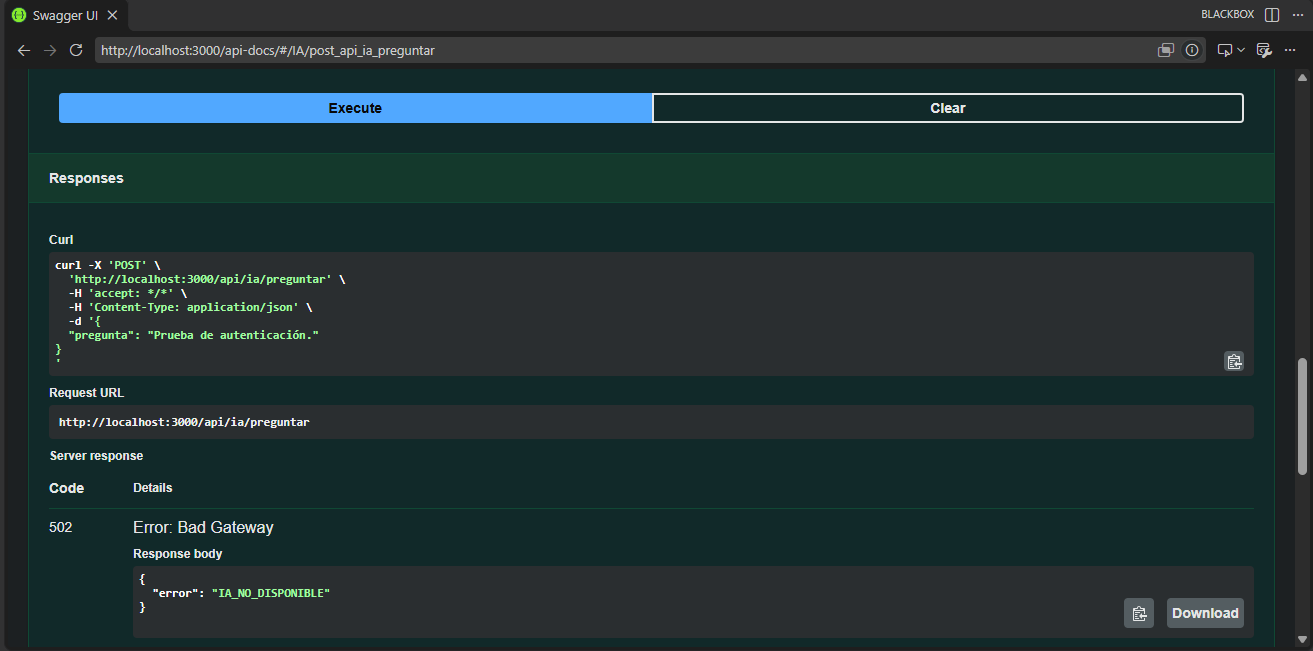 Swagger UI
BLACKBOX
http://localhost:3000/api-docs/#/IA/post_api_ia_preguntar
Execute
Clear
Responses
Curl
curl -X 'POST' \
  'http://localhost:3000/api/ia/preguntar' \
  -H 'accept: */*' \
  -H 'Content-Type: application/json' \
  -d '{
  "pregunta": "Prueba de autenticación."
}
'
Request URL
http://localhost:3000/api/ia/preguntar
Server response
Code
Details
502
Error: Bad Gateway
Response body
{
  "error": "IA_NO_DISPONIBLE"
}
Download